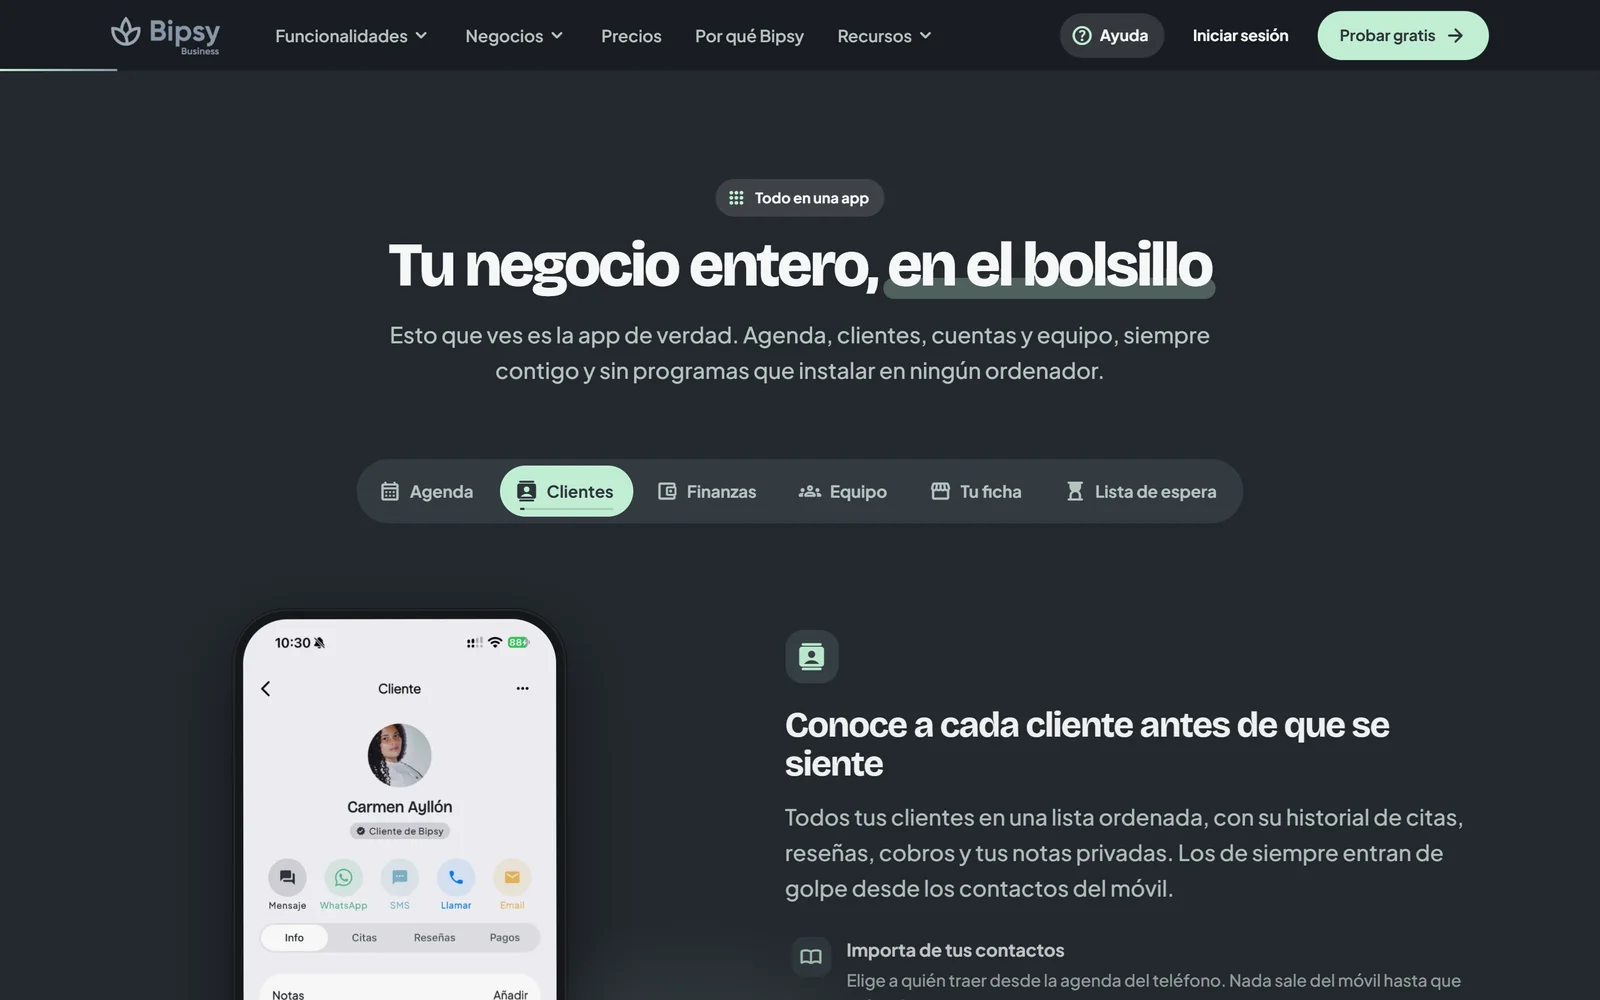 Bipsy
Business
Funcionalidades
Negocios
Precios
Por qué Bipsy
Recursos
Ayuda
Iniciar sesión
Probar gratis
Todo en una app
Tu negocio entero, en el bolsillo
Esto que ves es la app de verdad. Agenda, clientes, cuentas y equipo, siempre
contigo y sin programas que instalar en ningún ordenador.
Agenda
Clientes
Finanzas
Equipo
Tu ficha
Lista de espera
10:30
88
Cliente
Carmen Ayllón
Cliente de Bipsy
Mensaje
WhatsApp
SMS
Llamar
Email
Info
Citas
Reseñas
Pagos
Notas
Añadir
Conoce a cada cliente antes de que se
siente
Todos tus clientes en una lista ordenada, con su historial de citas,
reseñas, cobros y tus notas privadas. Los de siempre entran de
golpe desde los contactos del móvil.
Importa de tus contactos
Elige a quién traer desde la agenda del teléfono. Nada sale del móvil hasta que